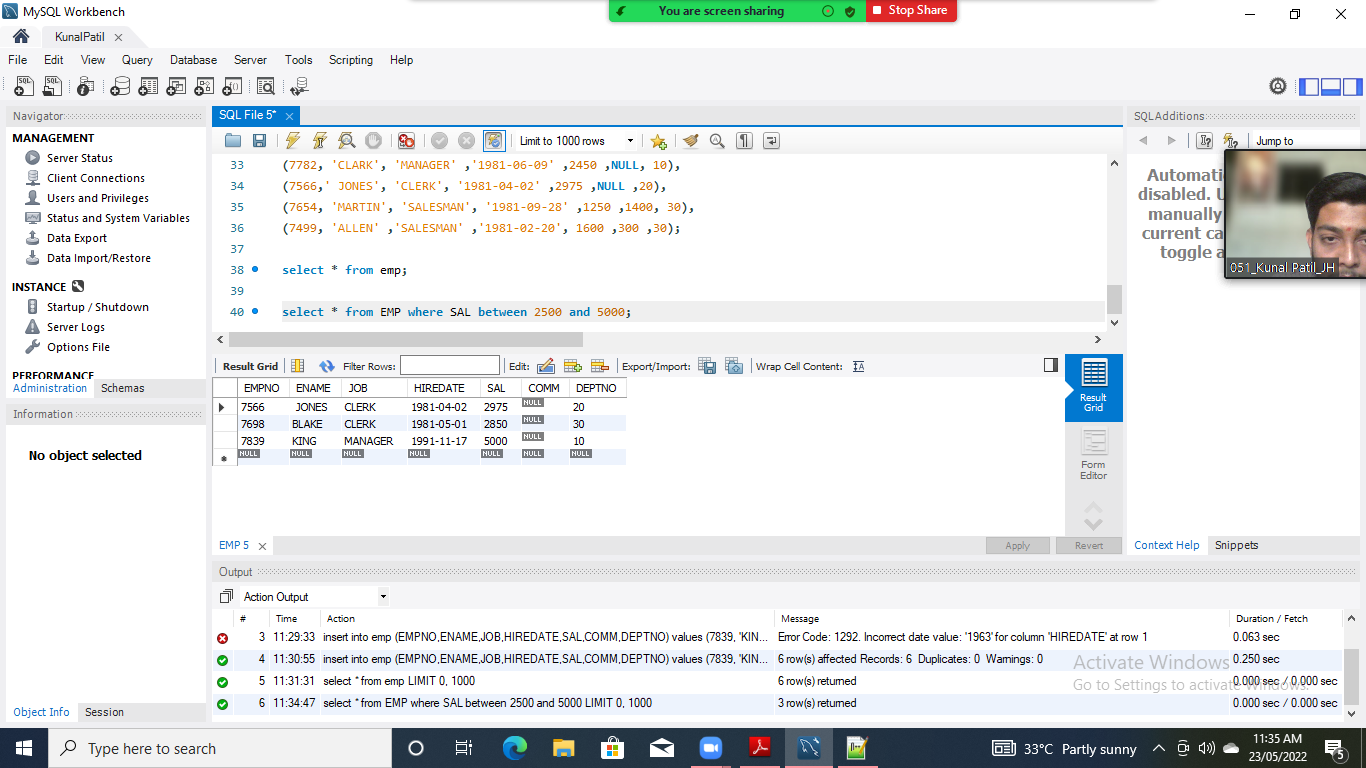 MySQL Workbench
You are screen sharing
Stop Share
KunalPatil
File Edit View Query Database Server Tools Scripting Help
Navigator
MANAGEMENT
Server Status
Client Connections
Users and Privileges
Status and System Variables
Data Export
Data Import/Restore
INSTANCE
Startup / Shutdown
Server Logs
Options File
PERFORMANCE
Administration Schemas
Information
No object selected
Object Info Session
SQL File 5*
Limit to 1000 rows
33 (7782, 'CLARK', 'MANAGER' ,'1981-06-09' ,2450 ,NULL, 10),
34 (7566,' JONES', 'CLERK', '1981-04-02' ,2975 ,NULL ,20),
35 (7654, 'MARTIN', 'SALESMAN', '1981-09-28' ,1250 ,1400, 30),
36 (7499, 'ALLEN' ,'SALESMAN' ,'1981-02-20', 1600 ,300 ,30);
37
38 select * from emp;
39
40 select * from EMP where SAL between 2500 and 5000;
Result Grid Filter Rows: Edit: Export/Import: Wrap Cell Content:
EMPNO ENAME JOB HIREDATE SAL COMM DEPTNO
7566 JONES CLERK 1981-04-02 2975 NULL 20
7698 BLAKE CLERK 1981-05-01 2850 NULL 30
7839 KING MANAGER 1991-11-17 5000 NULL 10
NULL NULL NULL NULL NULL NULL NULL
Result
Grid
Form
Editor
EMP 5
Apply Revert
SQLAdditions
Jump to
Automati
disabled. U
manually
current ca
toggle a
051_Kunal Patil_JH
Context Help Snippets
Output
Action Output
# Time Action Message Duration / Fetch
3 11:29:33 insert into emp (EMPNO,ENAME,JOB,HIREDATE,SAL,COMM,DEPTNO) values (7839, 'KIN... Error Code: 1292. Incorrect date value: '1963' for column 'HIREDATE' at row 1 0.063 sec
4 11:30:55 insert into emp (EMPNO,ENAME,JOB,HIREDATE,SAL,COMM,DEPTNO) values (7839, 'KIN... 6 row(s) affected Records: 6 Duplicates: 0 Warnings: 0 0.250 sec
5 11:31:31 select * from emp LIMIT 0, 1000 6 row(s) returned 0.000 sec / 0.000 sec
6 11:34:47 select * from EMP where SAL between 2500 and 5000 LIMIT 0, 1000 3 row(s) returned 0.000 sec / 0.000 sec
Activate Windows
Go to Settings to activate Windows.
Type here to search
33°C Partly sunny
11:35 AM
23/05/2022
5